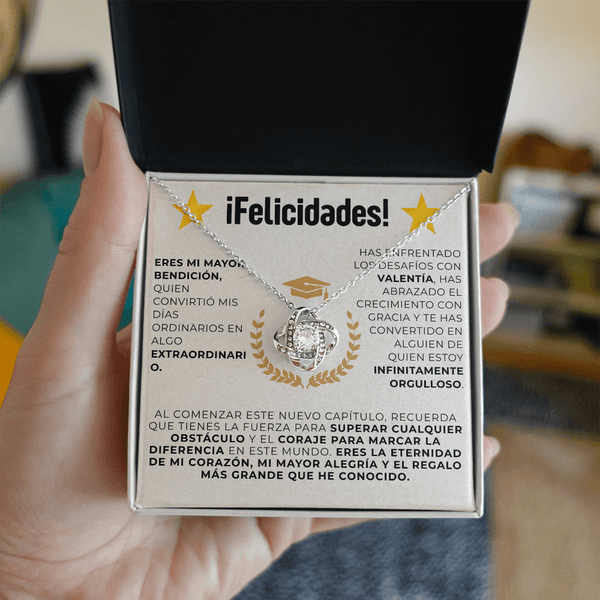 ¡Felicidades!
ERES MI MAYOR
BENDICIÓN,
QUIEN
CONVIRTIÓ MIS
DÍAS
ORDINARIOS EN
ALGO
EXTRAORDINARI
O.
HAS ENFRENTADO
LOS DESAFÍOS CON
VALENTÍA, HAS
ABRAZADO EL
CRECIMIENTO CON
GRACIA Y TE HAS
CONVERTIDO EN
ALGUIEN DE
QUIEN ESTOY
INFINITAMENTE
ORGULLOSO.
AL COMENZAR ESTE NUEVO CAPÍTULO, RECUERDA
QUE TIENES LA FUERZA PARA SUPERAR CUALQUIER
OBSTÁCULO Y EL CORAJE PARA MARCAR LA
DIFERENCIA EN ESTE MUNDO. ERES LA ETERNIDAD
DE MI CORAZÓN, MI MAYOR ALEGRÍA Y EL REGALO
MÁS GRANDE QUE HE CONOCIDO.